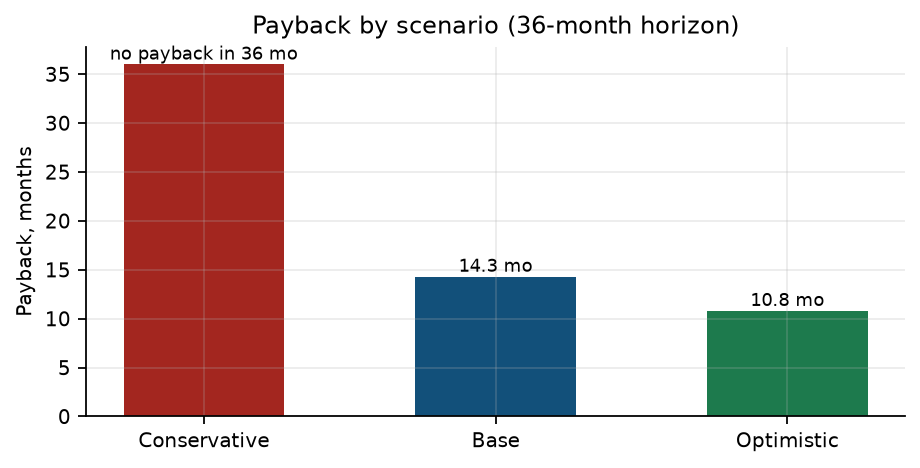 Payback by scenario (36-month horizon)
Payback, months
35
30
25
20
15
10
5
0
no payback in 36 mo
14.3 mo
10.8 mo
Conservative
Base
Optimistic